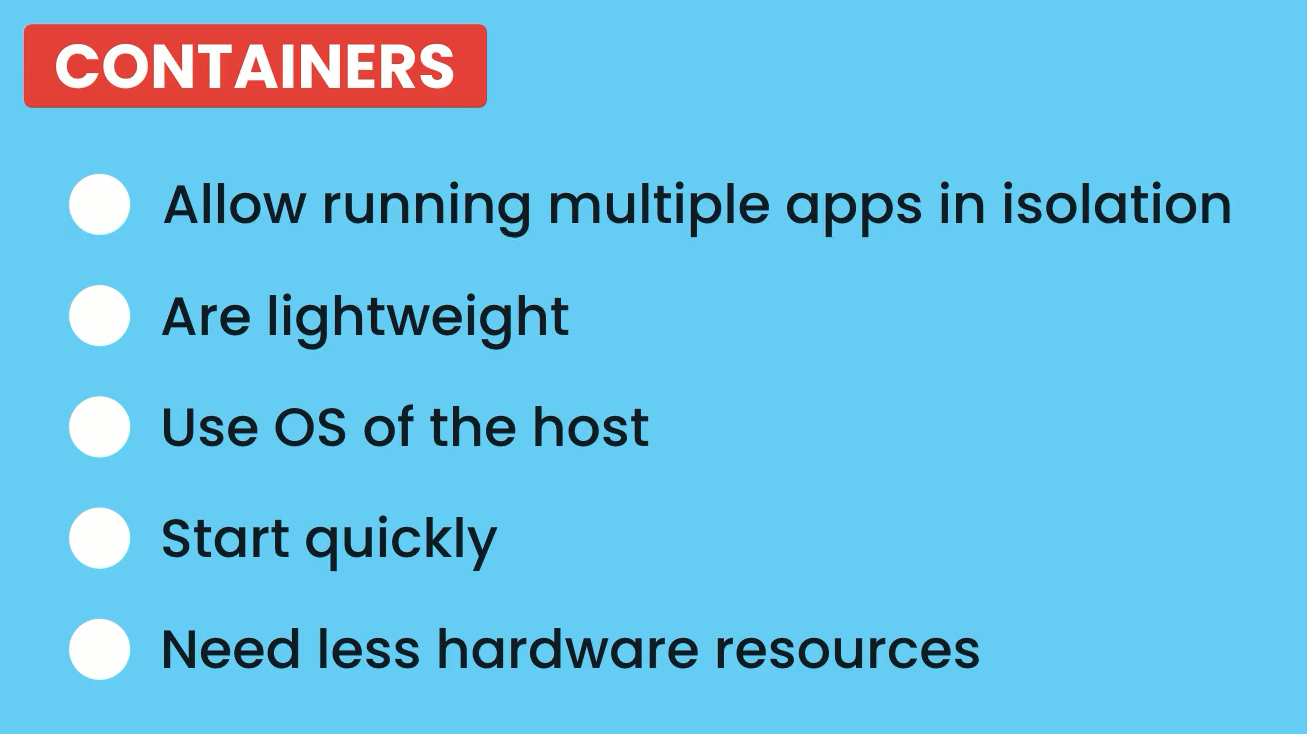 CONTAINERS
Allow running multiple apps in isolation
Are lightweight
Use OS of the host
Start quickly
Need less hardware resources